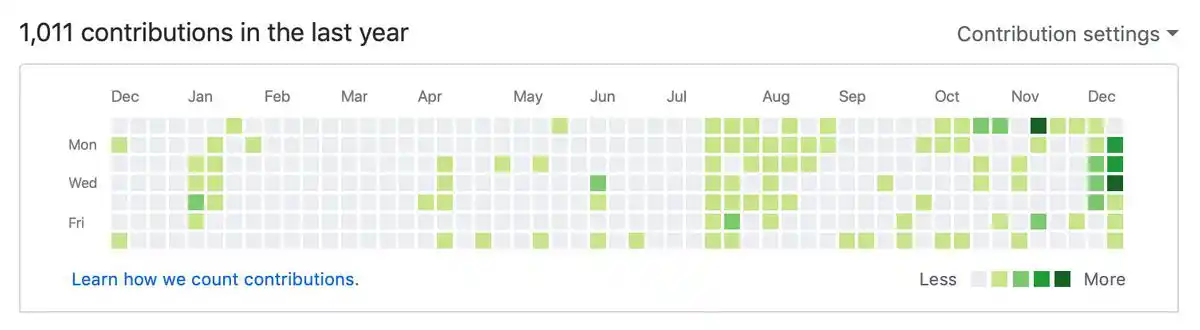 1,011 contributions in the last year
Contribution settings
Dec Jan Feb Mar Apr May Jun Jul Aug Sep Oct Nov Dec
Mon
Wed
Fri
Learn how we count contributions.
Less More